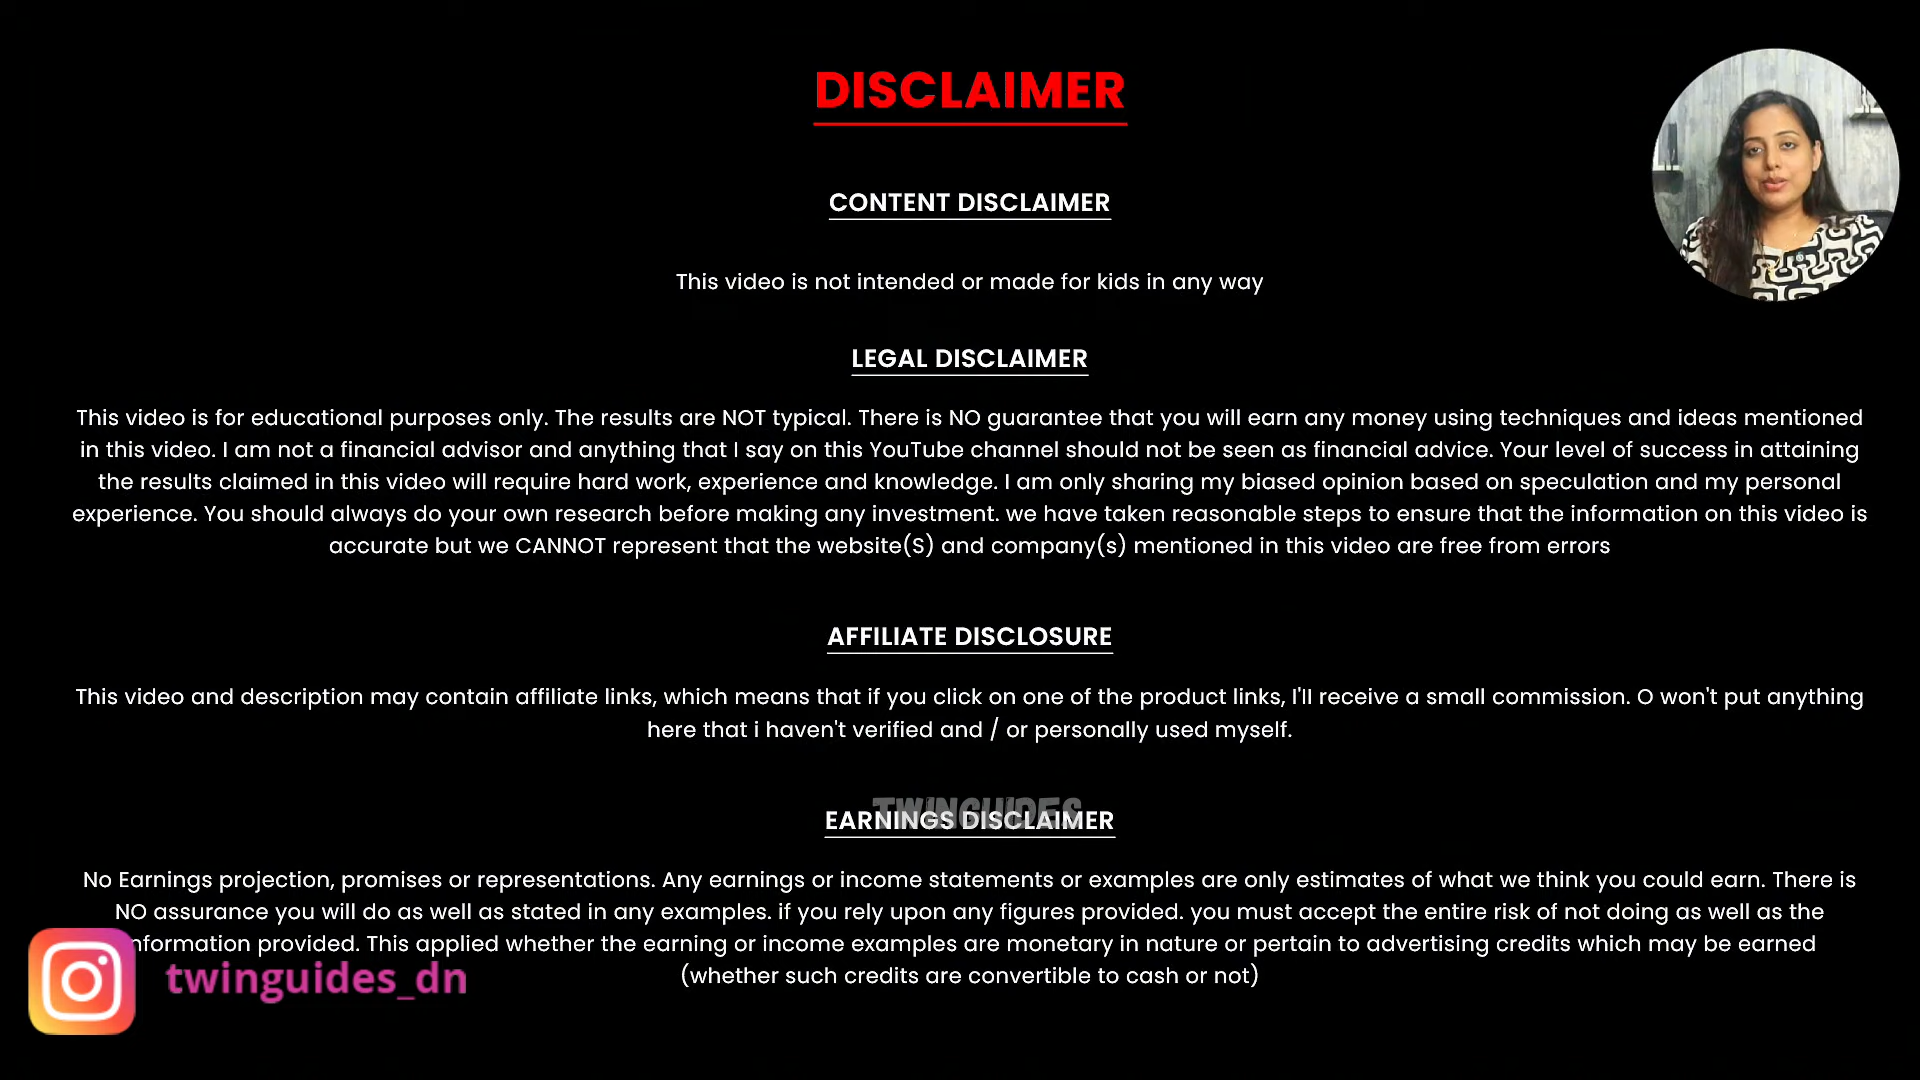 DISCLAIMER
CONTENT DISCLAIMER
This video is not intended or made for kids in any way
LEGAL DISCLAIMER
This video is for educational purposes only. The results are NOT typical. There is NO guarantee that you will earn any money using techniques and ideas mentioned
in this video. I am not a financial advisor and anything that I say on this YouTube channel should not be seen as financial advice. Your level of success in attaining
the results claimed in this video will require hard work, experience and knowledge. I am only sharing my biased opinion based on speculation and my personal
experience. You should always do your own research before making any investment. we have taken reasonable steps to ensure that the information on this video is
accurate but we CANNOT represent that the website(S) and company(s) mentioned in this video are free from errors
AFFILIATE DISCLOSURE
This video and description may contain affiliate links, which means that if you click on one of the product links, I'll receive a small commission. O won't put anything
here that i haven't verified and / or personally used myself.
TWINGUIDES
EARNINGS DISCLAIMER
No Earnings projection, promises or representations. Any earnings or income statements or examples are only estimates of what we think you could earn. There is
NO assurance you will do as well as stated in any examples. if you rely upon any figures provided. you must accept the entire risk of not doing as well as the
nformation provided. This applied whether the earning or income examples are monetary in nature or pertain to advertising credits which may be earned
(whether such credits are convertible to cash or not)
twinguides_dn